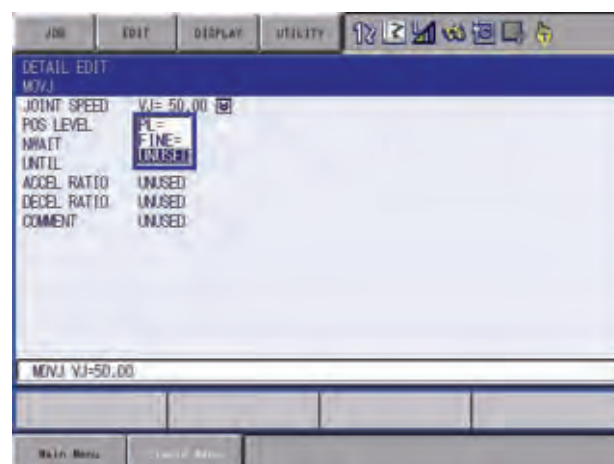 JOB EDIT DISPLAY UTILITY
DETAIL EDIT
MOVJ
JOINT SPEED VJ= 50.00
POS LEVEL PL=
NWAIT FINE=
UNTIL UNUSED
ACCEL RATIO UNUSED
DECEL RATIO UNUSED
COMMENT UNUSED
MOVJ VJ=50.00
Main Menu